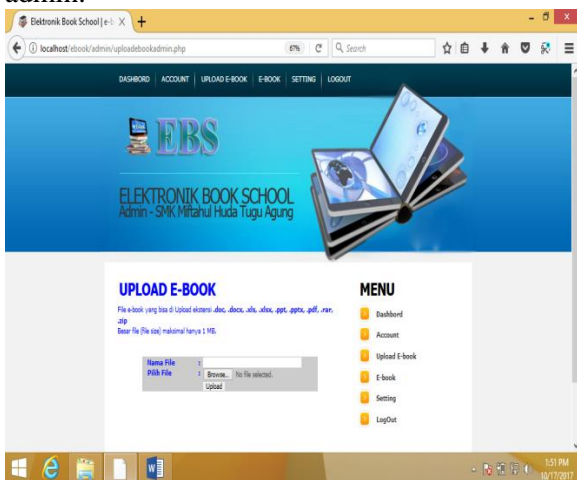 admin.
Elektronik Book School | e-b
localhost/ebook/admin/uploadebookadmin.php
67%
Search
DASHBORD ACCOUNT UPLOAD E-BOOK E-BOOK SETTING LOGOUT
EBS
ELEKTRONIK BOOK SCHOOL
Admin - SMK Miftahul Huda Tugu Agung
UPLOAD E-BOOK
File e-book yang bisa di Upload ekstensi .doc, .docx, .xls, .xlsx, .ppt, .pptx, .pdf, .rar,
.zip
Besar file (file size) maksimal hanya 1 MB.
Nama File :
Pilih File : Browse... No file selected.
Upload
MENU
Dashbord
Account
Upload E-book
E-book
Setting
LogOut
1:51 PM
10/17/2017